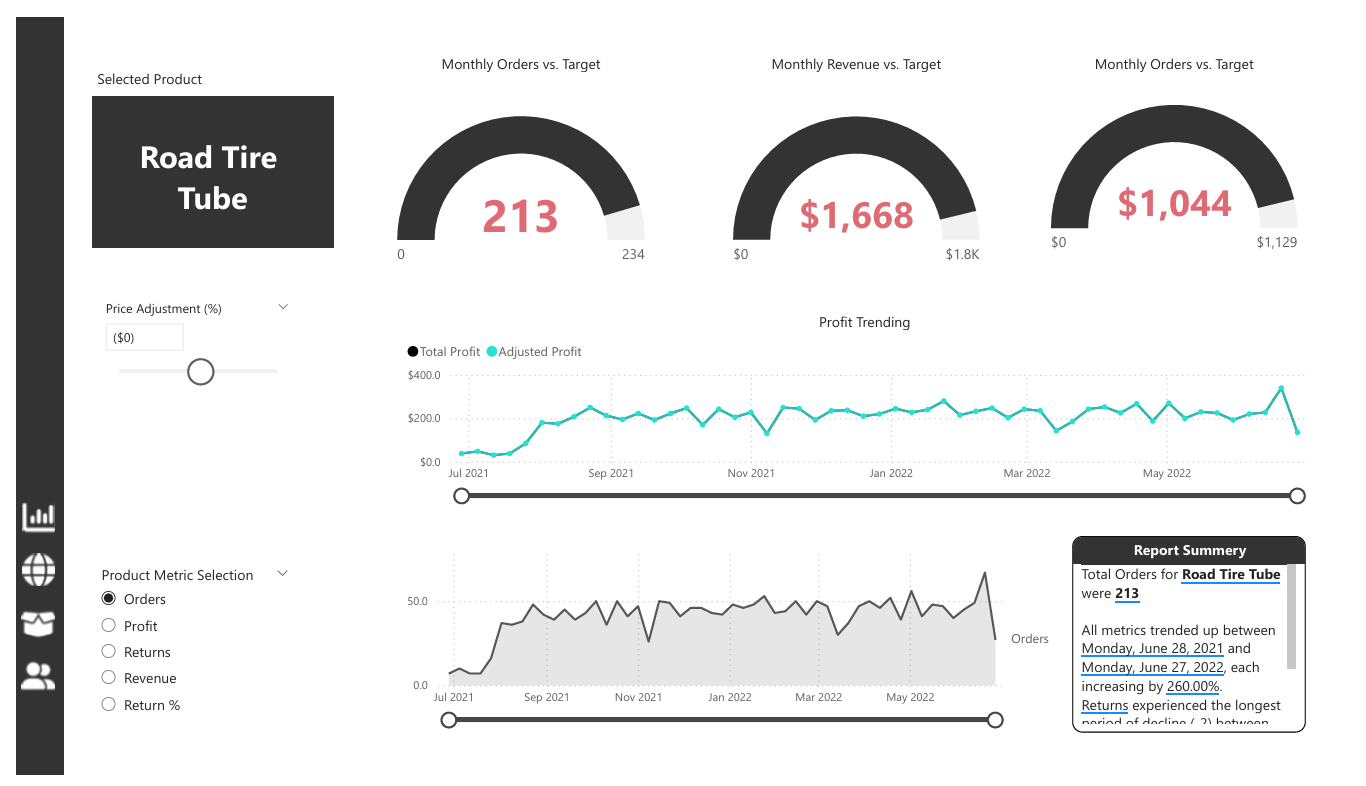 Selected Product
Road Tire
Tube
Monthly Orders vs. Target
213
0
234
Monthly Revenue vs. Target
$1,668
$0
$1.8K
Monthly Orders vs. Target
$1,044
$0
$1,129
Price Adjustment (%)
($0)
Profit Trending
Total Profit
Adjusted Profit
$400.0
$200.0
$0.0
Jul 2021
Sep 2021
Nov 2021
Jan 2022
Mar 2022
May 2022
Product Metric Selection
Orders
Profit
Returns
Revenue
Return %
50.0
0.0
Jul 2021
Sep 2021
Nov 2021
Jan 2022
Mar 2022
May 2022
Orders
Report Summery
Total Orders for Road Tire Tube
were 213
All metrics trended up between
Monday, June 28, 2021 and
Monday, June 27, 2022, each
increasing by 260.00%.
Returns experienced the longest
period of decline (-2) between